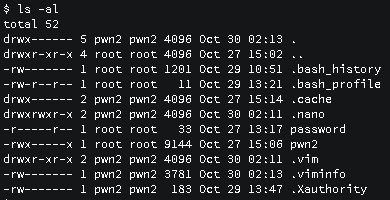 $ ls -al
total 52
drwx------ 5 pwn2 pwn2 4096 Oct 30 02:13 .
drwxr-xr-x 4 root root 4096 Oct 27 15:02 ..
-rw------- 1 root root 1201 Oct 29 10:51 .bash_history
-rw-r--r-- 1 root root   11 Oct 29 13:21 .bash_profile
drwx------ 2 pwn2 pwn2 4096 Oct 27 15:14 .cache
drwxrwxr-x 2 pwn2 pwn2 4096 Oct 30 02:11 .nano
-r-----r-- 1 root root   33 Oct 27 13:17 password
-rwx-----x 1 root root 9144 Oct 27 15:06 pwn2
drwxr-xr-x 2 pwn2 pwn2 4096 Oct 30 02:11 .vim
-rw------- 1 pwn2 pwn2 3781 Oct 30 02:13 .viminfo
-rw------- 1 pwn2 pwn2  183 Oct 29 13:47 .Xauthority